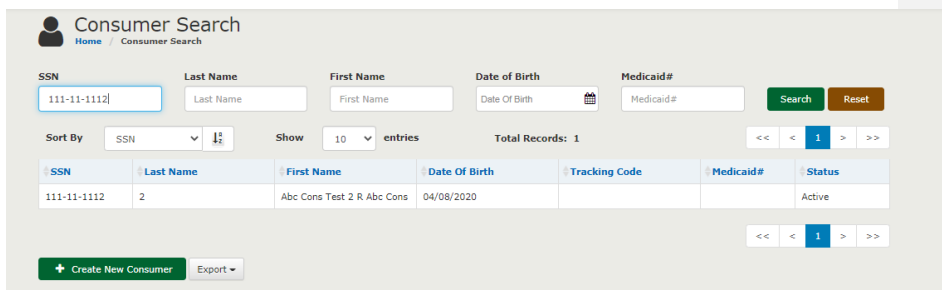 Consumer Search
Home / Consumer Search
SSN Last Name First Name Date of Birth Medicaid#
111-11-1112 Last Name First Name Date Of Birth Medicaid# Search Reset
Sort By SSN Show 10 entries Total Records: 1 << < 1 > >>
SSN Last Name First Name Date Of Birth Tracking Code Medicaid# Status
111-11-1112 2 Abc Cons Test 2 R Abc Cons 04/08/2020 Active
<< < 1 > >>
Create New Consumer Export